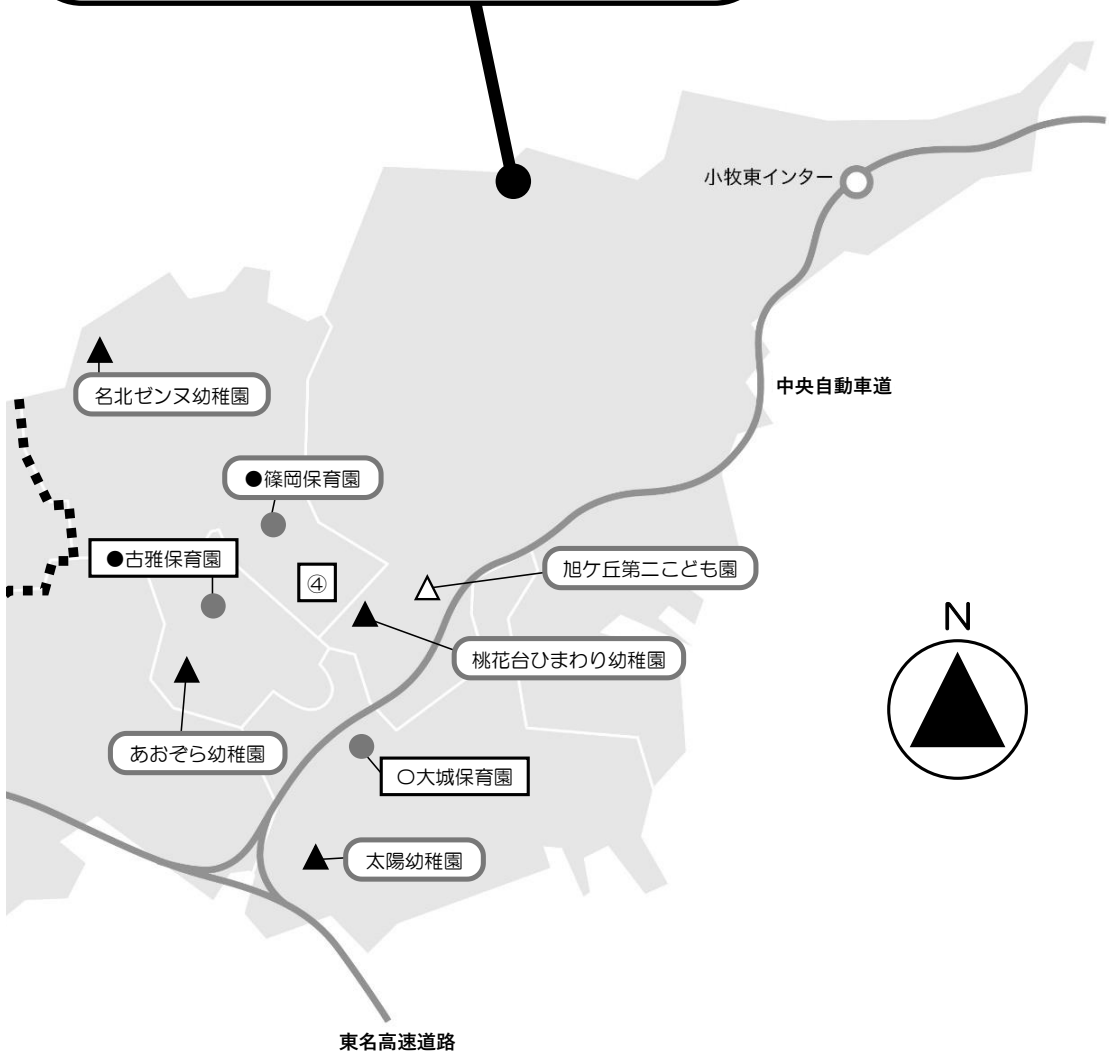 小牧東インター
中央自動車道
名北ゼンヌ幼稚園
●篠岡保育園
●古雅保育園
④
旭ケ丘第二こども園
N
桃花台ひまわり幼稚園
あおぞら幼稚園
〇大城保育園
太陽幼稚園
東名高速道路